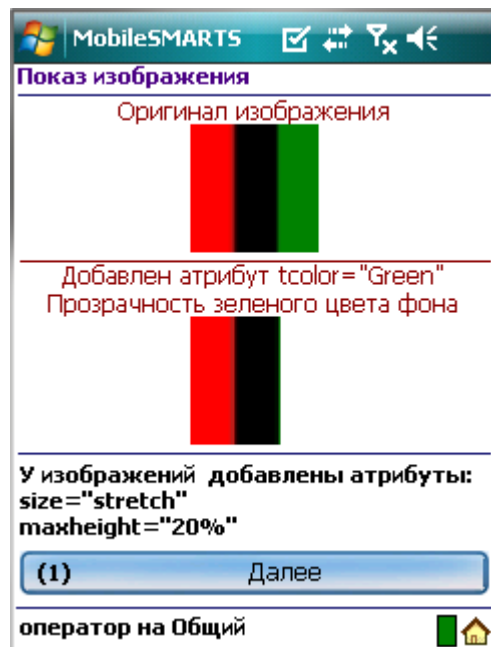 MobileSMARTS
Показ изображения
Оригинал изображения
Добавлен атрибут tcolor="Green"
Прозрачность зеленого цвета фона
У изображений  добавлены атрибуты:
size="stretch"
maxheight="20%"
(1) Далее
оператор на Общий